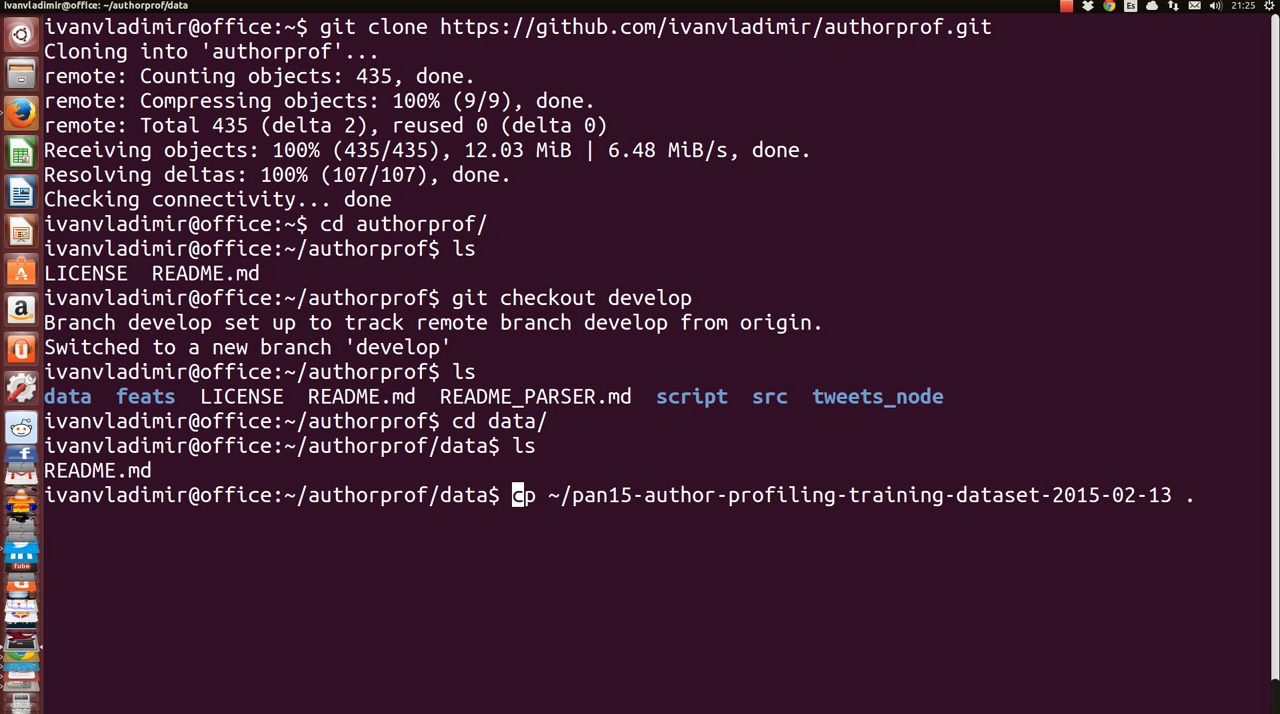 ivanvladimir@office: ~/authorprof/data
Es
21:25
ivanvladimir@office:~$ git clone https://github.com/ivanvladimir/authorprof.git
Cloning into 'authorprof'...
remote: Counting objects: 435, done.
remote: Compressing objects: 100% (9/9), done.
remote: Total 435 (delta 2), reused 0 (delta 0)
Receiving objects: 100% (435/435), 12.03 MiB | 6.48 MiB/s, done.
Resolving deltas: 100% (107/107), done.
Checking connectivity... done
ivanvladimir@office:~$ cd authorprof/
ivanvladimir@office:~/authorprof$ ls
LICENSE  README.md
ivanvladimir@office:~/authorprof$ git checkout develop
Branch develop set up to track remote branch develop from origin.
Switched to a new branch 'develop'
ivanvladimir@office:~/authorprof$ ls
data  feats  LICENSE  README.md  README_PARSER.md  script  src  tweets_node
ivanvladimir@office:~/authorprof$ cd data/
ivanvladimir@office:~/authorprof/data$ ls
README.md
ivanvladimir@office:~/authorprof/data$ cp ~/pan15-author-profiling-training-dataset-2015-02-13 .
Tube